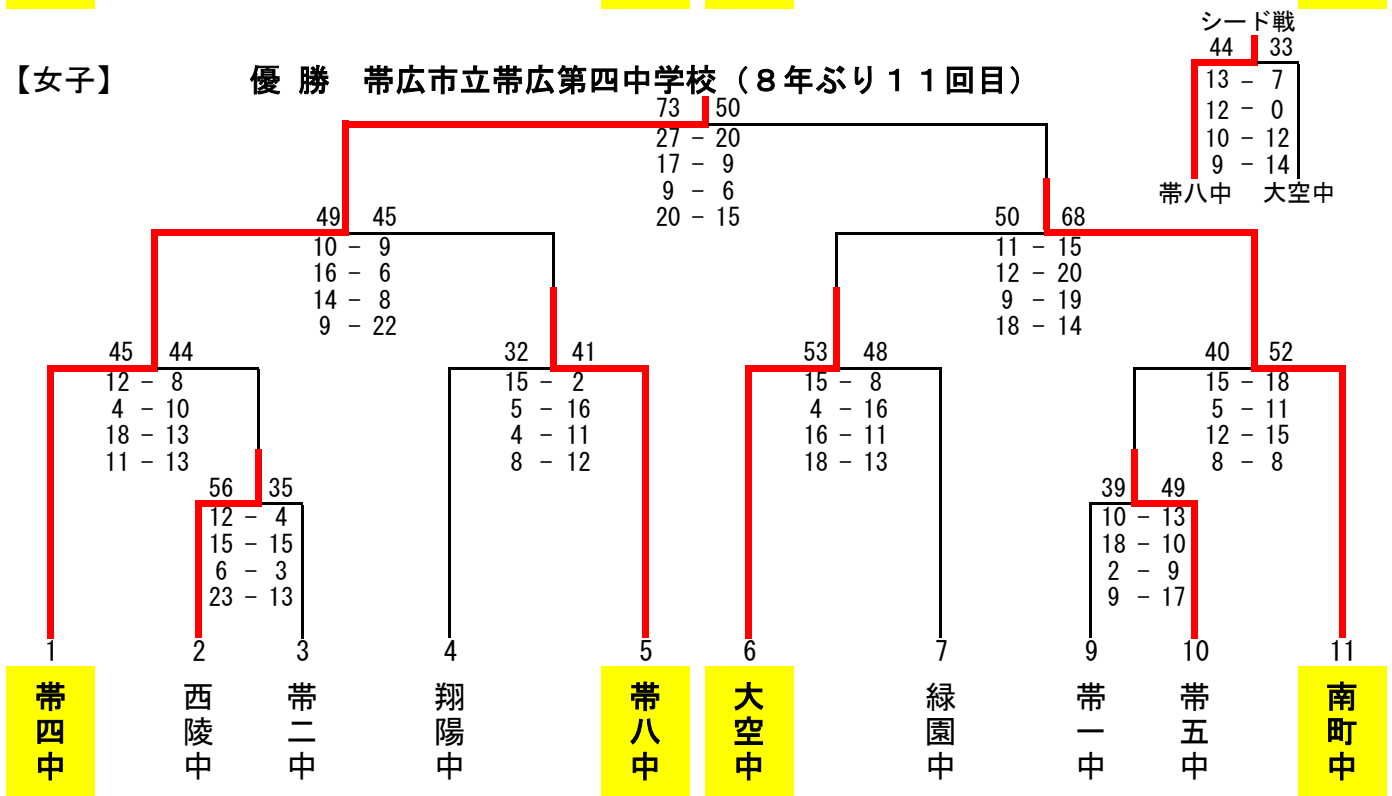 シード戦
44 33
13 - 7
12 - 0
10 - 12
9 - 14
帯八中 大空中
【女子】 優 勝 帯広市立帯広第四中学校（８年ぶり１１回目）
73 50
27 - 20
17 - 9
9 - 6
20 - 15
49 45
10 - 9
16 - 6
14 - 8
9 - 22
50 68
11 - 15
12 - 20
9 - 19
18 - 14
45 44
12 - 8
4 - 10
18 - 13
11 - 13
32 41
15 - 2
5 - 16
4 - 11
8 - 12
53 48
15 - 8
4 - 16
16 - 11
18 - 13
40 52
15 - 18
5 - 11
12 - 15
8 - 8
56 35
12 - 4
15 - 15
6 - 3
23 - 13
39 49
10 - 13
18 - 10
2 - 9
9 - 17
1 2 3 4 5 6 7 9 10 11
帯四中
西陵中
帯二中
翔陽中
帯八中
大空中
緑園中
帯一中
帯五中
南町中